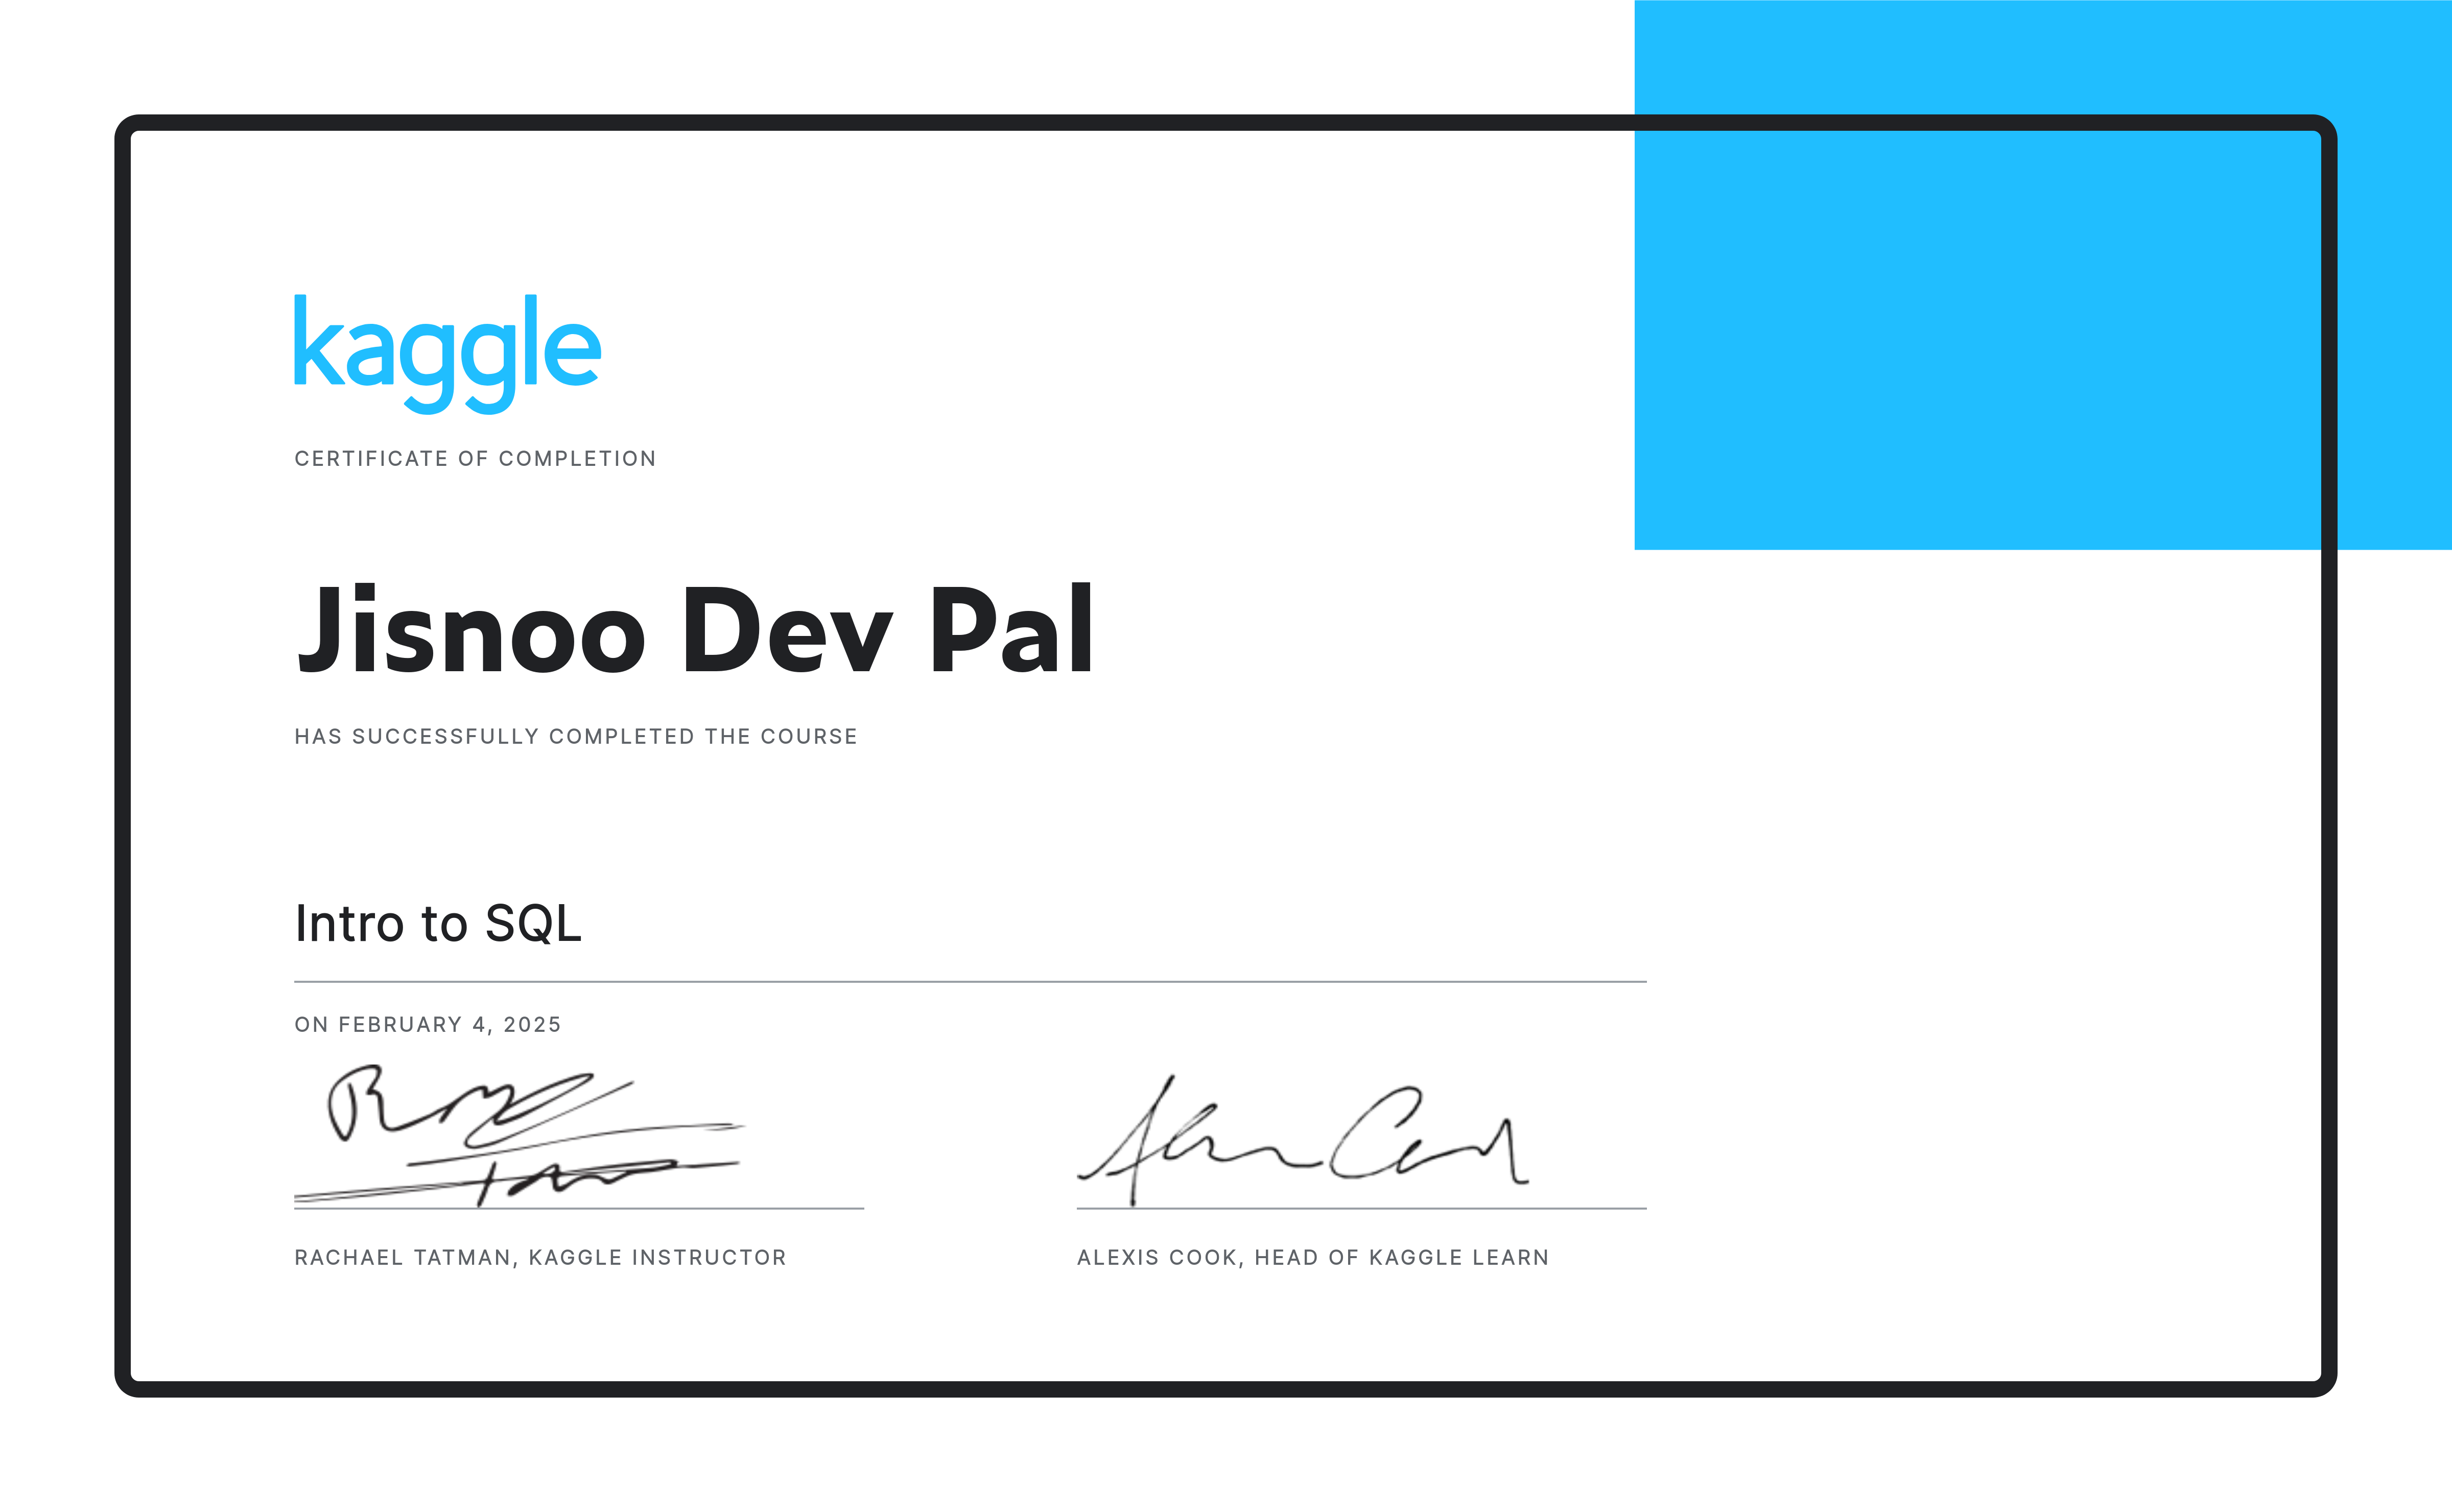 kaggle
CERTIFICATE OF COMPLETION
Jisnoo Dev Pal
HAS SUCCESSFULLY COMPLETED THE COURSE
Intro to SQL
ON FEBRUARY 4, 2025
RACHAEL TATMAN, KAGGLE INSTRUCTOR
ALEXIS COOK, HEAD OF KAGGLE LEARN